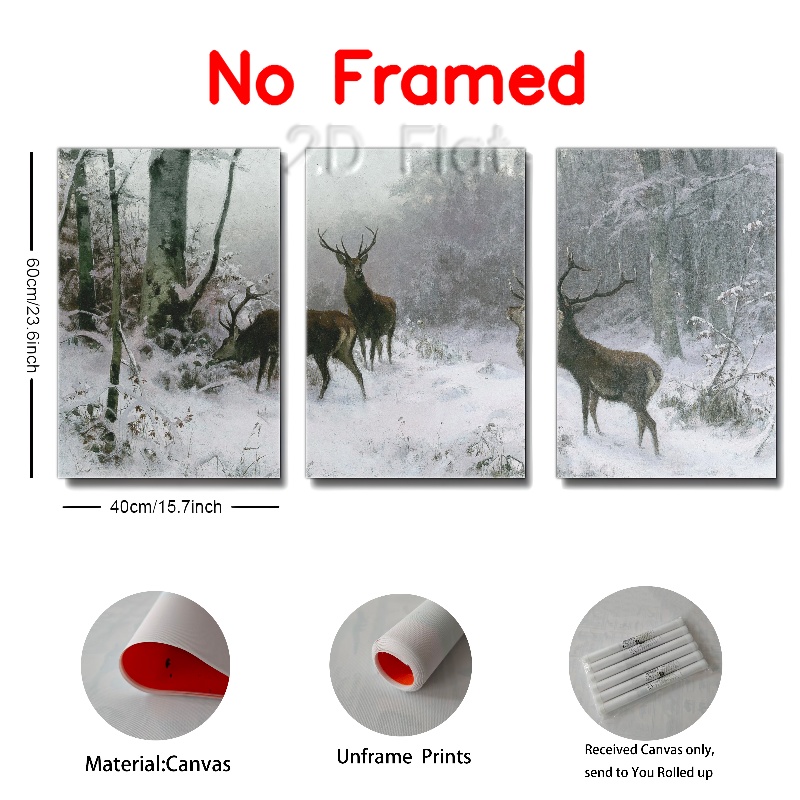 No Framed
2D Flat
60cm/23.6inch
40cm/15.7inch
Material:Canvas
Unframe Prints
Received Canvas only,
send to You Rolled up